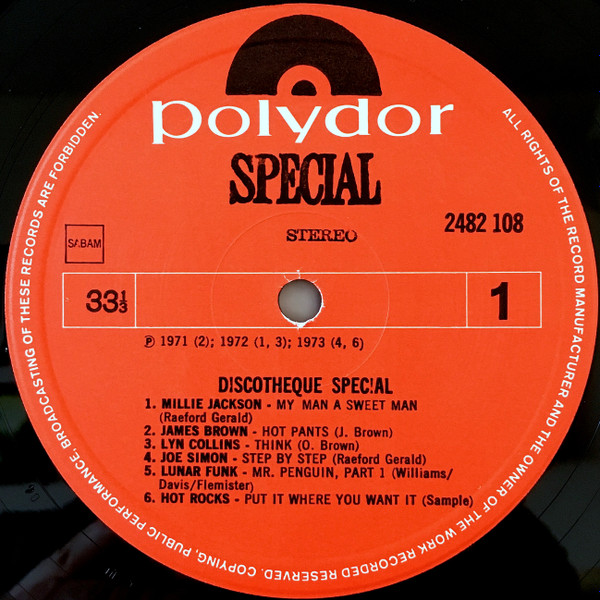 polydor
SPECIAL
STEREO
2482 108
SABAM
33⅓
1
℗ 1971 (2); 1972 (1, 3); 1973 (4, 6)
DISCOTHEQUE SPECIAL
1. MILLIE JACKSON - MY MAN A SWEET MAN
(Raeford Gerald)
2. JAMES BROWN - HOT PANTS (J. Brown)
3. LYN COLLINS - THINK (O. Brown)
4. JOE SIMON - STEP BY STEP (Raeford Gerald)
5. LUNAR FUNK - MR. PENGUIN, PART 1 (Williams/
Davis/Flemister)
6. HOT ROCKS - PUT IT WHERE YOU WANT IT (Sample)
ALL RIGHTS OF THE RECORD MANUFACTURER AND THE OWNER OF THE WORK RECORDED RESERVED. COPYING, PUBLIC PERFORMANCE, BROADCASTING OF THESE RECORDS ARE FORBIDDEN.